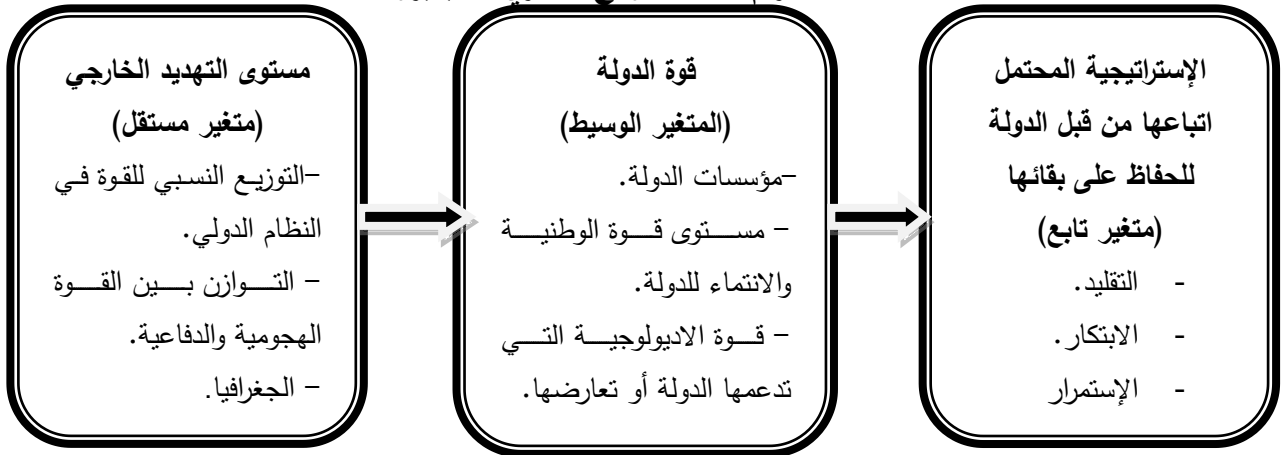 مستوى التهديد الخارجي
(متغير مستقل)
–التوزيع النسبي للقوة في
النظام الدولي.
– التوازن بين القوة
الهجومية والدفاعية.
– الجغرافيا.
قوة الدولة
(المتغير الوسيط)
–مؤسسات الدولة.
– مستوى قوة الوطنية
والانتماء للدولة.
– قوة الاديولوجية التي
تدعمها الدولة أو تعارضها.
الإستراتيجية المحتمل
اتباعها من قبل الدولة
للحفاظ على بقائها
(متغير تابع)
- التقليد.
- الابتكار.
- الإستمرار